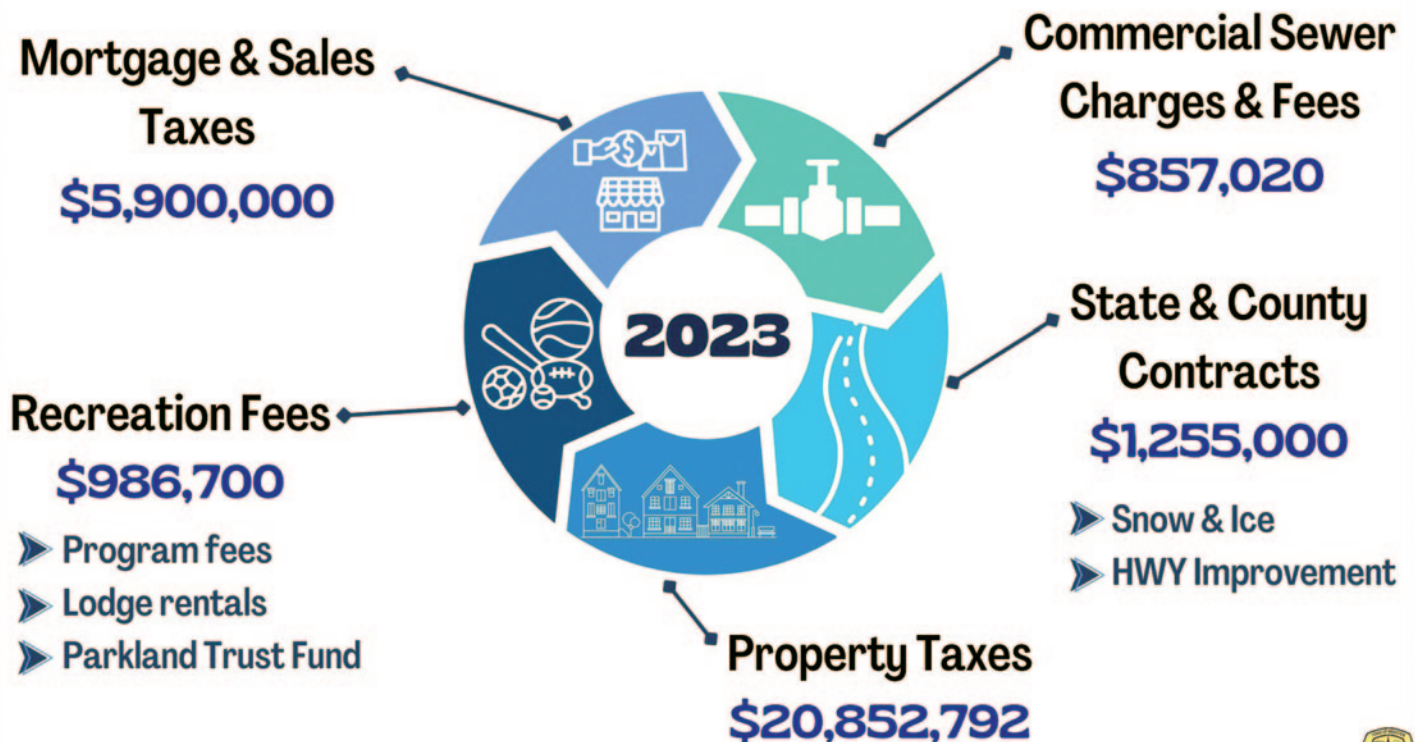 Mortgage & Sales
Taxes
$5,900,000
Commercial Sewer
Charges & Fees
$857,020
2023
State & County
Contracts
$1,255,000
Snow & Ice
HWY Improvement
Recreation Fees
$986,700
Program fees
Lodge rentals
Parkland Trust Fund
Property Taxes
$20,852,792